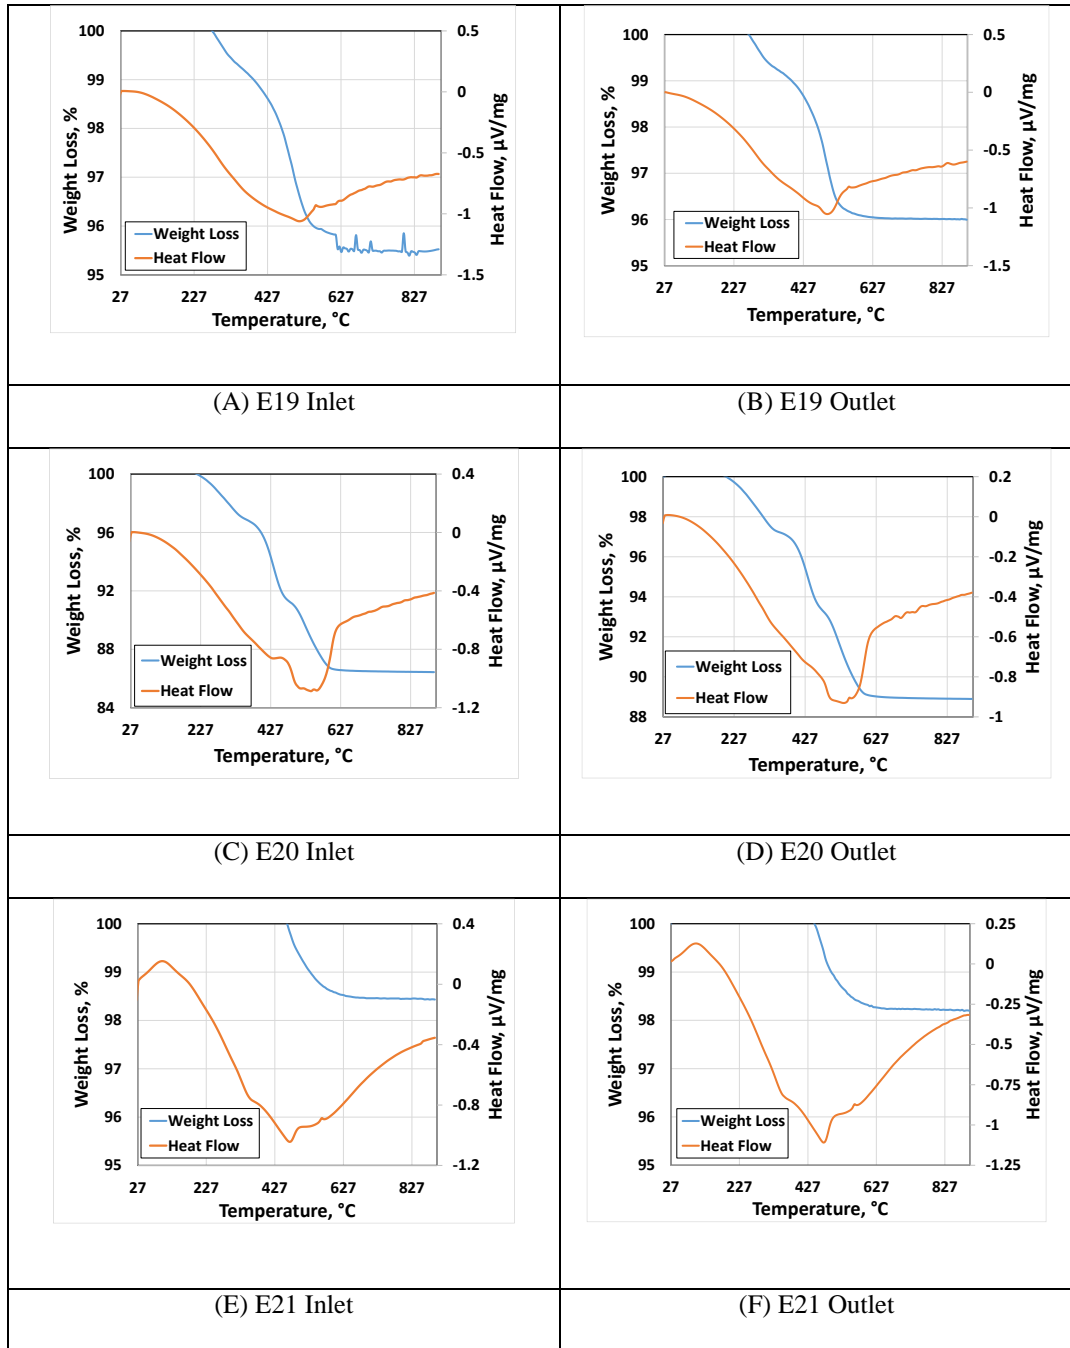 100
99
98
97
96
95
0.5
0
-0.5
-1
-1.5
27 227 427 627 827
Weight Loss, %
Heat Flow, µV/mg
Temperature, °C
Weight Loss
Heat Flow
(A) E19 Inlet
100
99
98
97
96
95
0.5
0
-0.5
-1
-1.5
27 227 427 627 827
Weight Loss, %
Heat Flow, µV/mg
Temperature, °C
Weight Loss
Heat Flow
(B) E19 Outlet
100
96
92
88
84
0.4
0
-0.4
-0.8
-1.2
27 227 427 627 827
Weight Loss, %
Heat Flow, µV/mg
Temperature, °C
Weight Loss
Heat Flow
(C) E20 Inlet
100
98
96
94
92
90
88
0.2
0
-0.2
-0.4
-0.6
-0.8
-1
27 227 427 627 827
Weight Loss, %
Heat Flow, µV/mg
Temperature, °C
Weight Loss
Heat Flow
(D) E20 Outlet
100
99
98
97
96
95
0.4
0
-0.4
-0.8
-1.2
27 227 427 627 827
Weight Loss, %
Heat Flow, µV/mg
Temperature, °C
Weight Loss
Heat Flow
(E) E21 Inlet
100
99
98
97
96
95
0.25
0
-0.25
-0.5
-0.75
-1
-1.25
27 227 427 627 827
Weight Loss, %
Heat Flow, µV/mg
Temperature, °C
Weight Loss
Heat Flow
(F) E21 Outlet